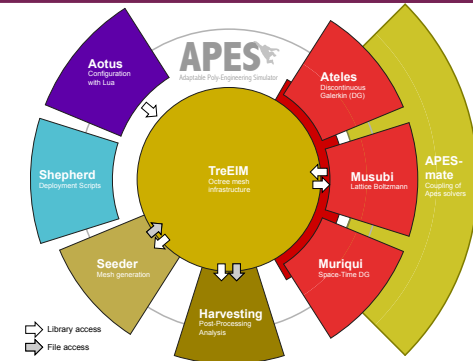 APES
Adaptable Poly-Engineering Simulator
Aotus
Configuration
with Lua
Ateles
Discontinuous
Galerkin (DG)
Shepherd
Deployment Scripts
TreElM
Octree mesh
infrastructure
Musubi
Lattice Boltzmann
APES-
mate
Coupling of
Apes solvers
Seeder
Mesh generation
Muriqui
Space-Time DG
Harvesting
Post-Processing
Analysis
Library access
File access